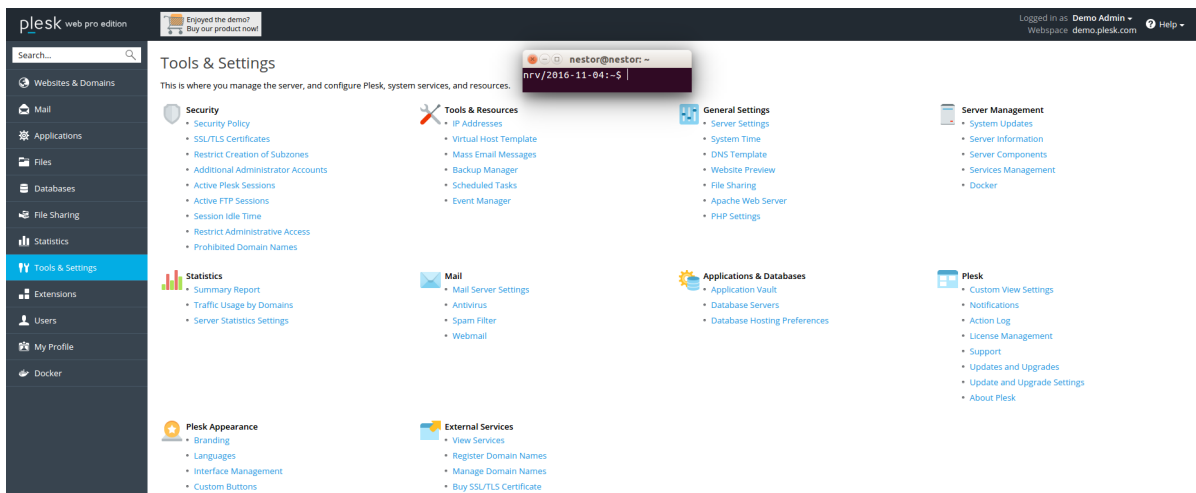 plesk web pro edition
Enjoyed the demo?
Buy our product now!
Logged in as Demo Admin
Webspace demo.plesk.com
Help
Search...
Websites & Domains
Mail
Applications
Files
Databases
File Sharing
Statistics
Tools & Settings
Extensions
Users
My Profile
Docker
Tools & Settings
This is where you manage the server, and configure Plesk, system services, and resources.
nestor@nestor: ~
nrv/2016-11-04:~$
Security
• Security Policy
• SSL/TLS Certificates
• Restrict Creation of Subzones
• Additional Administrator Accounts
• Active Plesk Sessions
• Active FTP Sessions
• Session Idle Time
• Restrict Administrative Access
• Prohibited Domain Names
Tools & Resources
• IP Addresses
• Virtual Host Template
• Mass Email Messages
• Backup Manager
• Scheduled Tasks
• Event Manager
General Settings
• Server Settings
• System Time
• DNS Template
• Website Preview
• File Sharing
• Apache Web Server
• PHP Settings
Server Management
• System Updates
• Server Information
• Server Components
• Services Management
• Docker
Statistics
• Summary Report
• Traffic Usage by Domains
• Server Statistics Settings
Mail
• Mail Server Settings
• Antivirus
• Spam Filter
• Webmail
Applications & Databases
• Application Vault
• Database Servers
• Database Hosting Preferences
Plesk
• Custom View Settings
• Notifications
• Action Log
• License Management
• Support
• Updates and Upgrades
• Update and Upgrade Settings
• About Plesk
Plesk Appearance
• Branding
• Languages
• Interface Management
• Custom Buttons
External Services
• View Services
• Register Domain Names
• Manage Domain Names
• Buy SSL/TLS Certificate